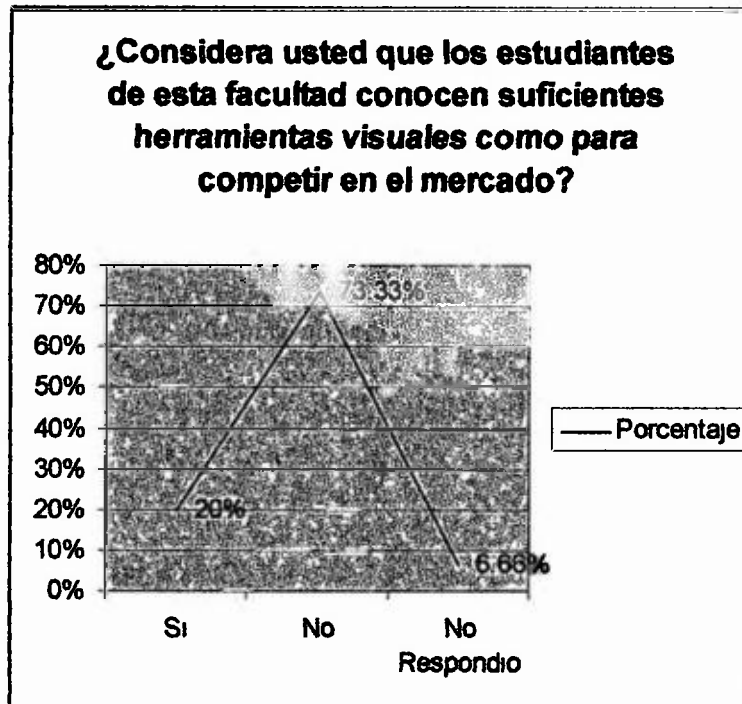 ¿Considera usted que los estudiantes
de esta facultad conocen suficientes
herramientas visuales como para
competir en el mercado?
80%
70%
60%
50%
40%
30%
20%
10%
0%
73.33%
20%
6.66%
Si
No
No
Respondio
Porcentaje